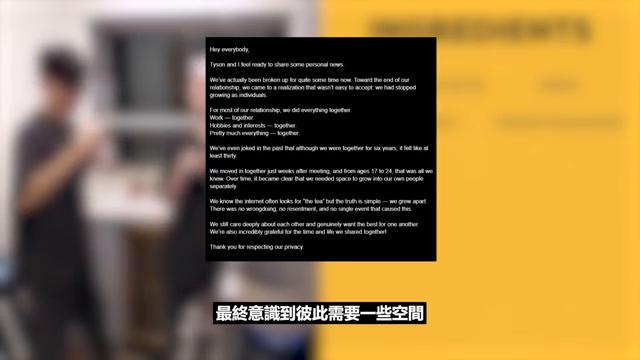 INGREDIENTS
Hey everybody,
Tyson and I feel ready to share some personal news.
We've actually been broken up for quite some time now. Toward the end of our
relationship, we came to a realization that wasn't easy to accept: we had stopped
growing as individuals.
For most of our relationship, we did everything together.
Work — together.
Hobbies and interests — together.
Pretty much everything — together.
We've even joked in the past that although we were together for six years, it felt like at
least thirty.
We moved in together just weeks after meeting, and from ages 17 to 24, that was all we
knew. Over time, it became clear that we needed space to grow into our own people
separately.
We know the internet often looks for "the tea" but the truth is simple — we grew apart.
There was no wrongdoing, no resentment, and no single event that caused this.
We still care deeply about each other and genuinely want the best for one another.
We're also incredibly grateful for the time and life we shared together!
Thank you for respecting our privacy.
最終意識到彼此需要一些空間